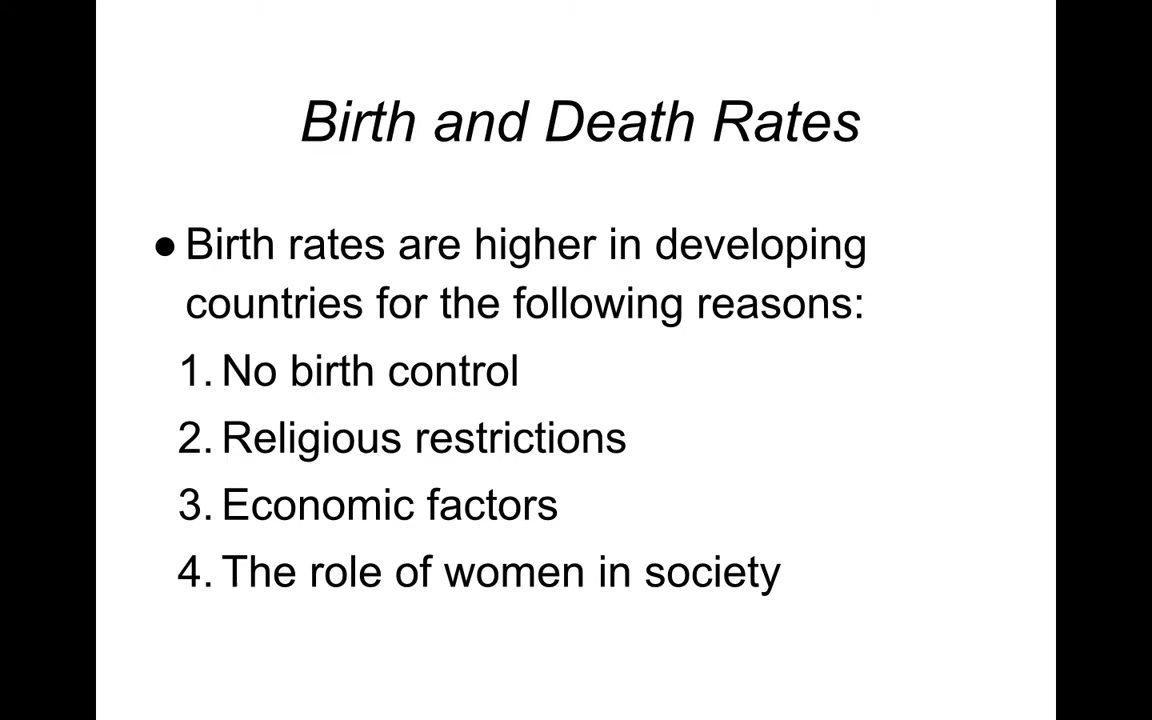 Birth and Death Rates
● Birth rates are higher in developing
countries for the following reasons:
1. No birth control
2. Religious restrictions
3. Economic factors
4. The role of women in society